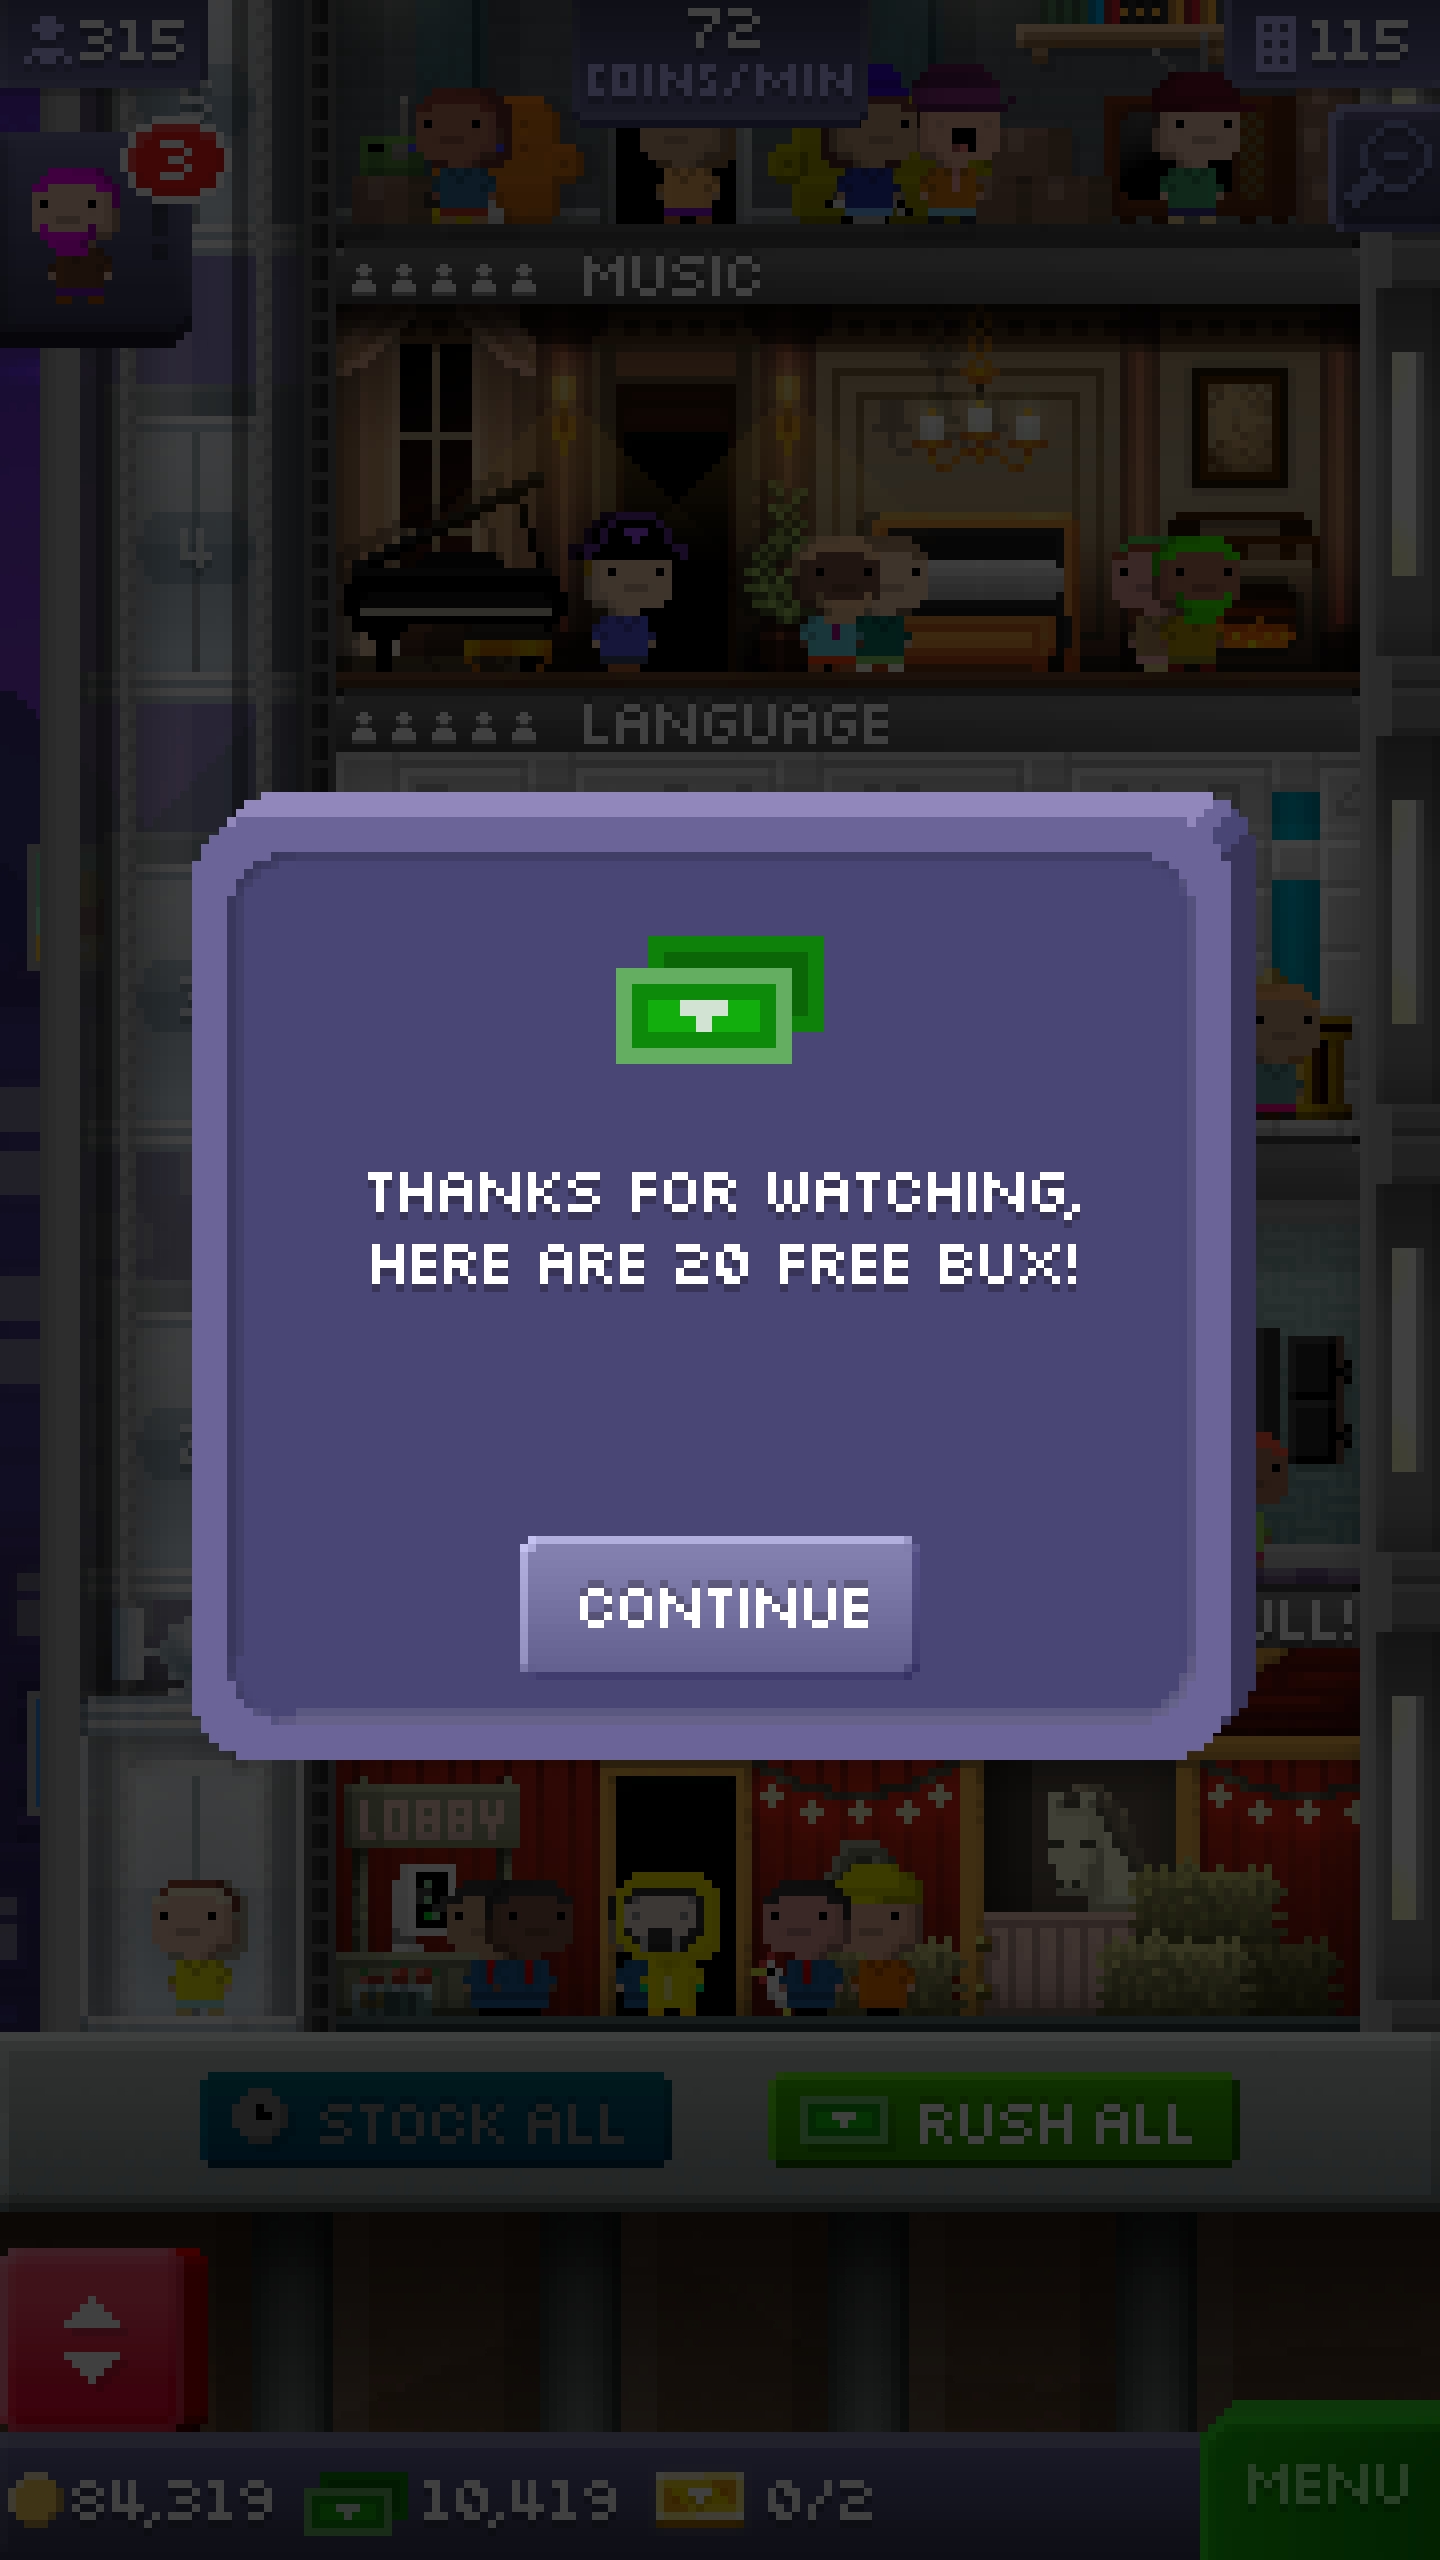 315
72
COINS/MIN
115
3
MUSIC
4
LANGUAGE
THANKS FOR WATCHING,
HERE ARE 20 FREE BUX!
CONTINUE
LOBBY
STOCK ALL
RUSH ALL
84,319
10,419
0/2
MENU